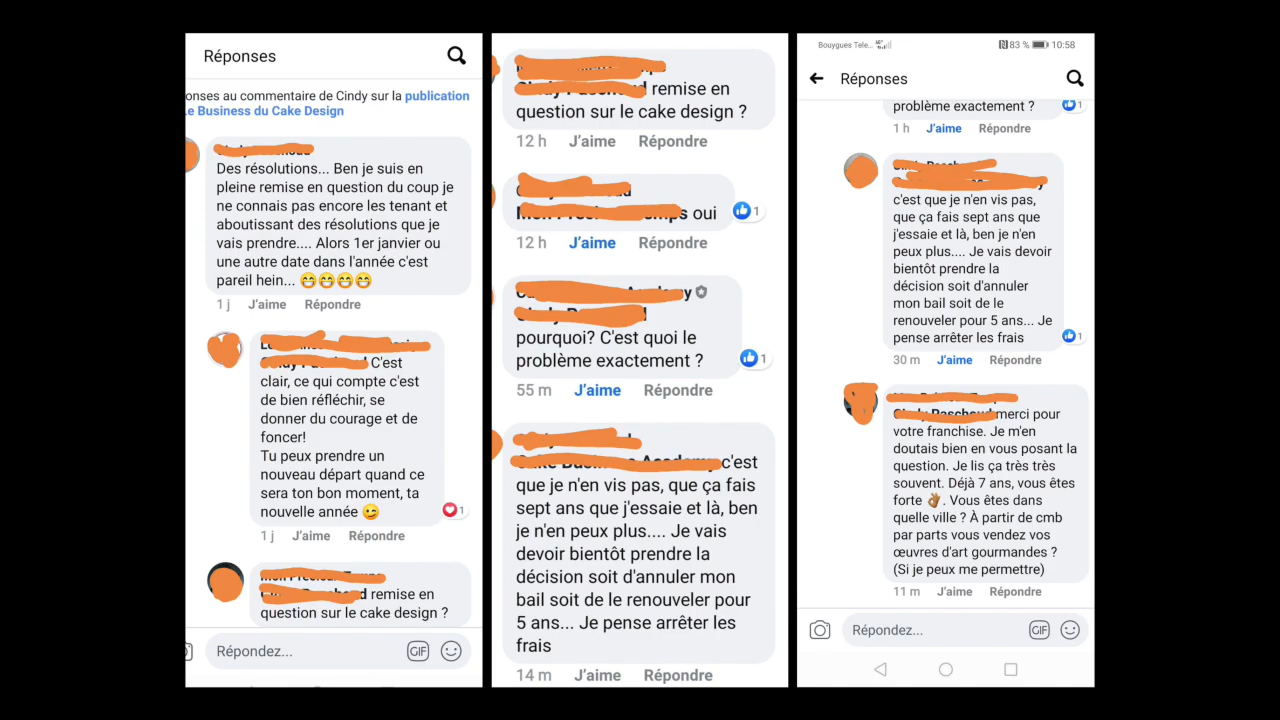 Réponses
onses au commentaire de Cindy sur la publication
Le Business du Cake Design
Des résolutions... Ben je suis en
pleine remise en question du coup je
ne connais pas encore les tenant et
aboutissant des résolutions que je
vais prendre.... Alors 1er janvier ou
une autre date dans l'année c'est
pareil hein... 😁😁😁😁
1 j J'aime Répondre
C'est
clair, ce qui compte c'est
de bien réfléchir, se
donner du courage et de
foncer!
Tu peux prendre un
nouveau départ quand ce
sera ton bon moment, ta
nouvelle année 😉
1
1 j J'aime Répondre
remise en
question sur le cake design ?
Répondez...
GIF
remise en
question sur le cake design ?
12 h J'aime Répondre
oui
1
12 h J'aime Répondre
pourquoi? C'est quoi le
problème exactement ?
1
55 m J'aime Répondre
c'est
que je n'en vis pas, que ça fais
sept ans que j'essaie et là, ben
je n'en peux plus.... Je vais
devoir bientôt prendre la
décision soit d'annuler mon
bail soit de le renouveler pour
5 ans... Je pense arrêter les
frais
14 m J'aime Répondre
Bouygues Tele... 83 % 10:58
Réponses
problème exactement ?
1
1 h J'aime Répondre
c'est que je n'en vis pas,
que ça fais sept ans que
j'essaie et là, ben je n'en
peux plus.... Je vais devoir
bientôt prendre la
décision soit d'annuler
mon bail soit de le
renouveler pour 5 ans... Je
pense arrêter les frais
1
30 m J'aime Répondre
merci pour
votre franchise. Je m'en
doutais bien en vous posant la
question. Je lis ça très très
souvent. Déjà 7 ans, vous êtes
forte 👌🏾. Vous êtes dans
quelle ville ? À partir de cmb
par parts vous vendez vos
œuvres d'art gourmandes ?
(Si je peux me permettre)
11 m J'aime Répondre
Répondez...
GIF